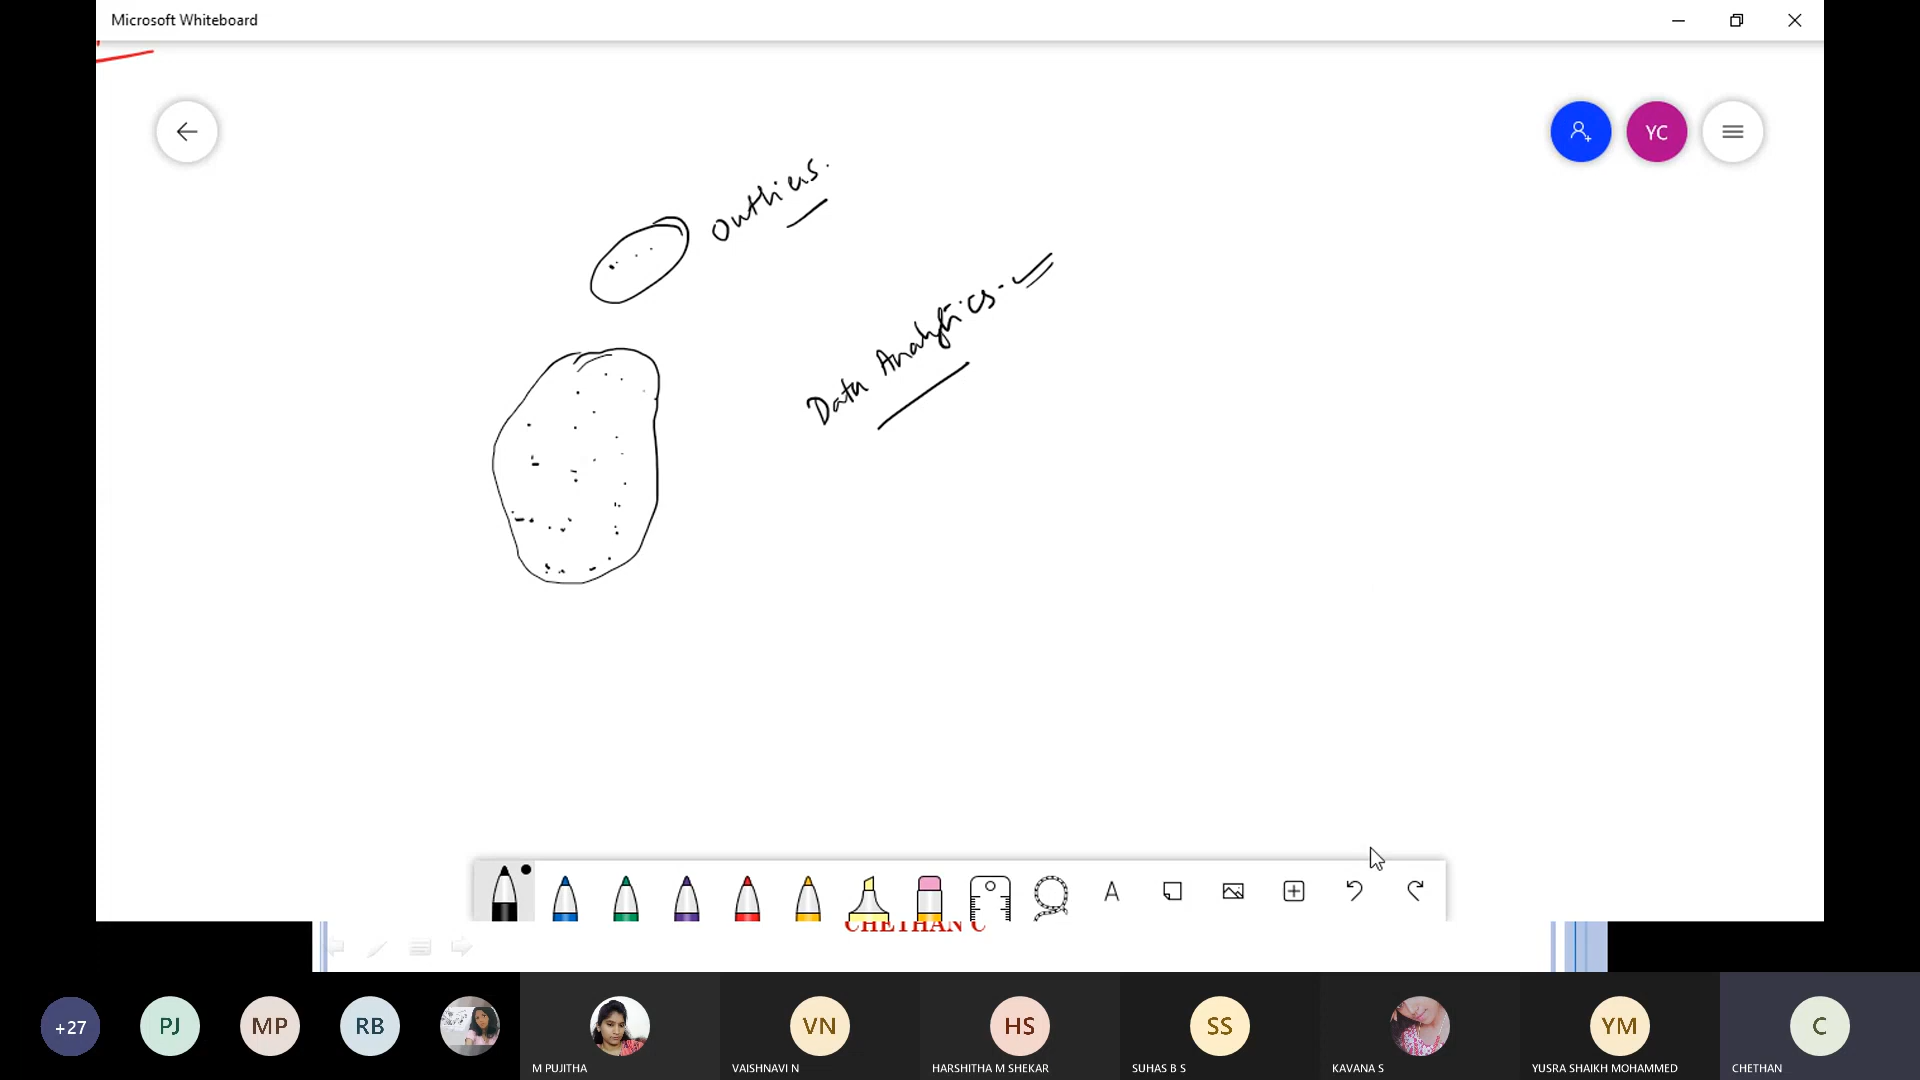 Microsoft Whiteboard
YC
Outliers.
Data Analytics.
A
CHETHAN C
+27
PJ
MP
RB
VN
HS
SS
YM
C
M PUJITHA
VAISHNAVI N
HARSHITHA M SHEKAR
SUHAS B S
KAVANA S
YUSRA SHAIKH MOHAMMED
CHETHAN